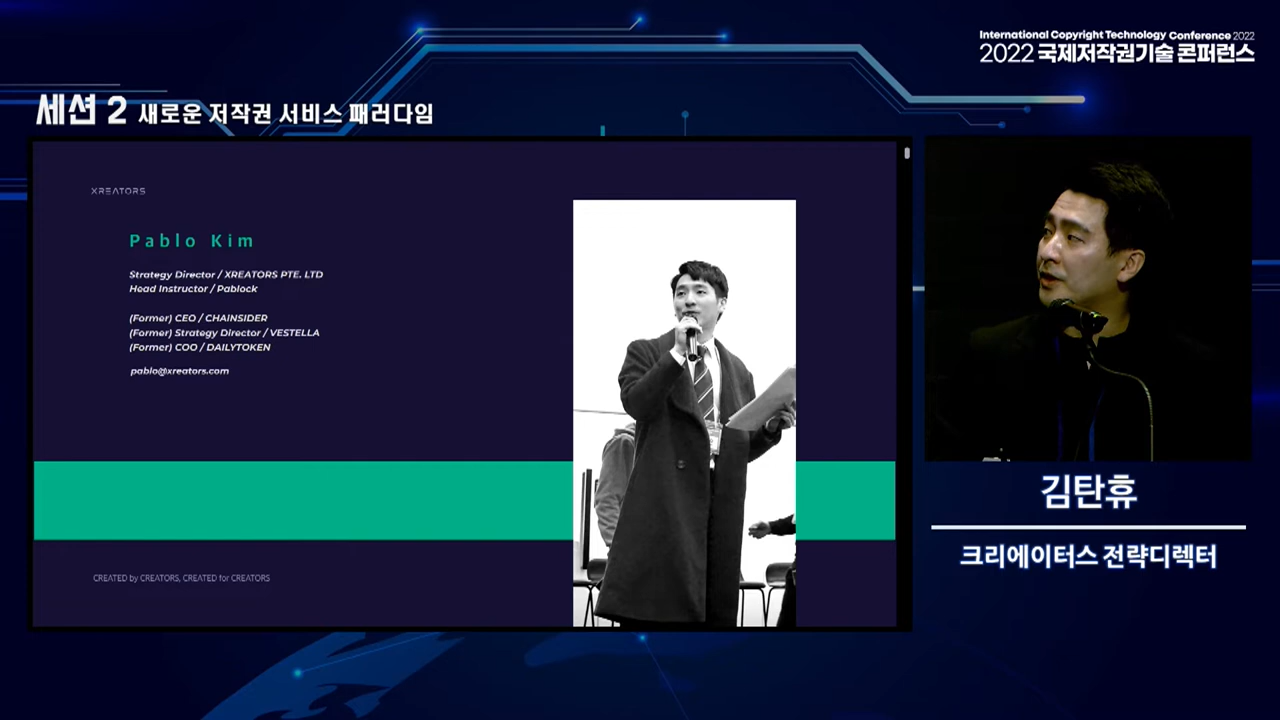 International Copyright Technology Conference 2022
2022 국제저작권기술 콘퍼런스
세션 2 새로운 저작권 서비스 패러다임
XREATORS
Pablo Kim
Strategy Director / XREATORS PTE. LTD
Head Instructor / Pablock
(Former) CEO / CHAINSIDER
(Former) Strategy Director / VESTELLA
(Former) COO / DAILYTOKEN
pablo@xreators.com
CREATED by CREATORS, CREATED for CREATORS
김탄휴
크리에이터스 전략디렉터